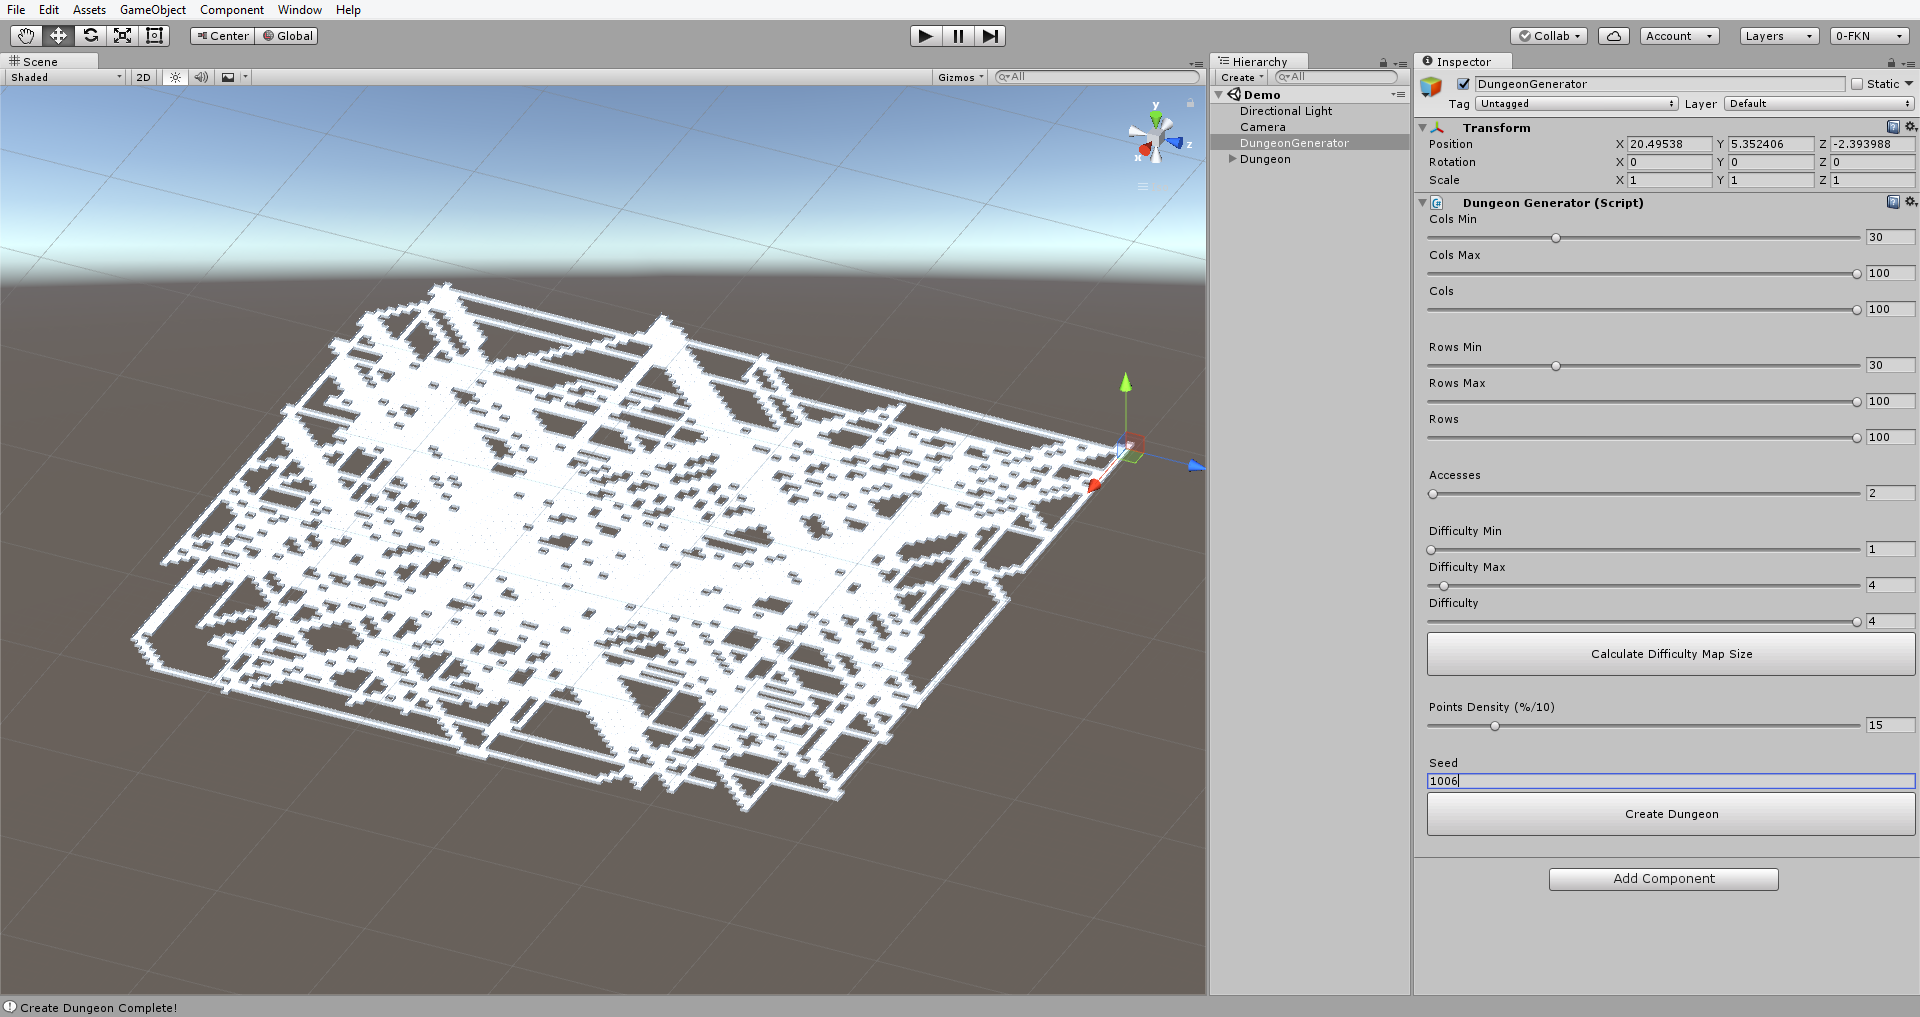 File Edit Assets GameObject Component Window Help
Center Global Collab Account Layers 0-FKN
Scene
Shaded 2D Gizmos All
y
x
z
Hierarchy
Create All
Demo
Directional Light
Camera
DungeonGenerator
Dungeon
Inspector
DungeonGenerator Static
Tag Untagged Layer Default
Transform
Position X 20.49538 Y 5.352406 Z -2.393988
Rotation X 0 Y 0 Z 0
Scale X 1 Y 1 Z 1
Dungeon Generator (Script)
Cols Min
30
Cols Max
100
Cols
100
Rows Min
30
Rows Max
100
Rows
100
Accesses
2
Difficulty Min
1
Difficulty Max
4
Difficulty
4
Calculate Difficulty Map Size
Points Density (%/10)
15
Seed
1006
Create Dungeon
Add Component
Create Dungeon Complete!